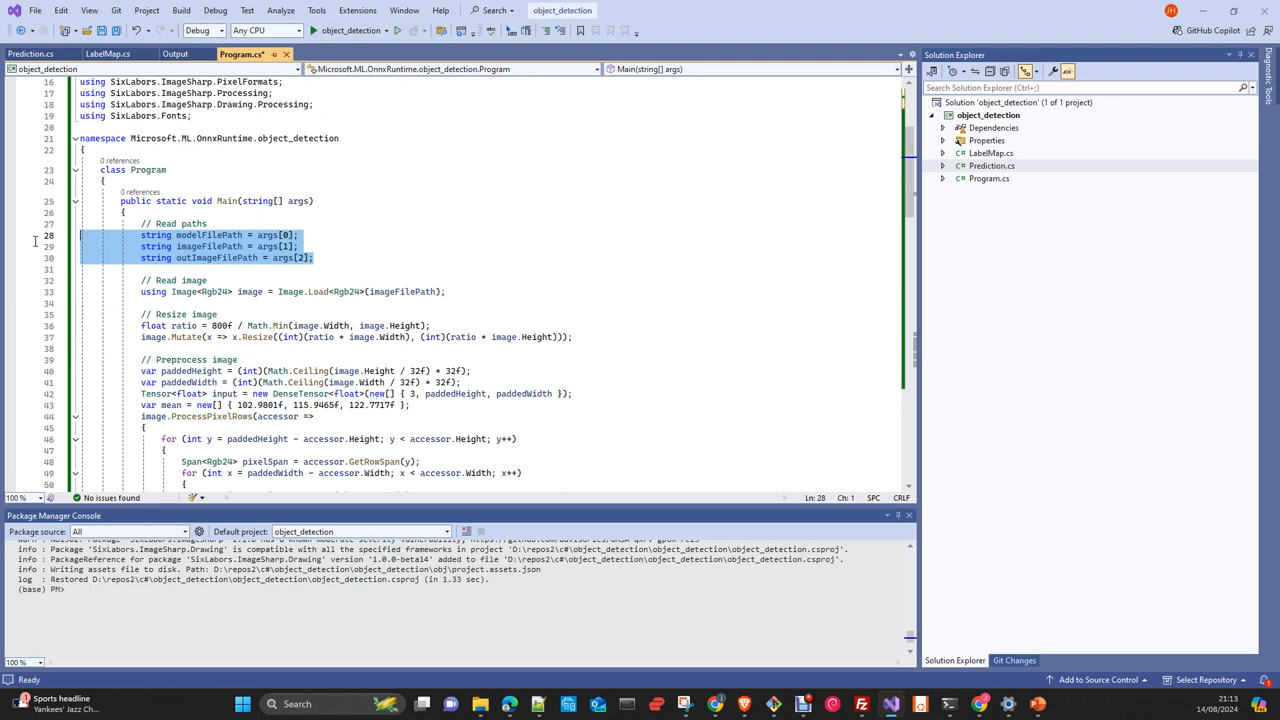 File Edit View Git Project Build Debug Test Analyze Tools Extensions Window Help Search object_detection JH
Debug Any CPU object_detection GitHub Copilot
Prediction.cs LabelMap.cs Output Program.cs*
object_detection Microsoft.ML.OnnxRuntime.object_detection.Program Main(string[] args)
16 using SixLabors.ImageSharp.PixelFormats;
17 using SixLabors.ImageSharp.Processing;
18 using SixLabors.ImageSharp.Drawing.Processing;
19 using SixLabors.Fonts;
20
21 namespace Microsoft.ML.OnnxRuntime.object_detection
22 {
0 references
23 class Program
24 {
0 references
25 public static void Main(string[] args)
26 {
27 // Read paths
28 string modelFilePath = args[0];
29 string imageFilePath = args[1];
30 string outImageFilePath = args[2];
31
32 // Read image
33 using Image<Rgb24> image = Image.Load<Rgb24>(imageFilePath);
34
35 // Resize image
36 float ratio = 800f / Math.Min(image.Width, image.Height);
37 image.Mutate(x => x.Resize((int)(ratio * image.Width), (int)(ratio * image.Height)));
38
39 // Preprocess image
40 var paddedHeight = (int)(Math.Ceiling(image.Height / 32f) * 32f);
41 var paddedWidth = (int)(Math.Ceiling(image.Width / 32f) * 32f);
42 Tensor<float> input = new DenseTensor<float>(new[] { 3, paddedHeight, paddedWidth });
43 var mean = new[] { 102.9801f, 115.9465f, 122.7717f };
44 image.ProcessPixelRows(accessor =>
45 {
46 for (int y = paddedHeight - accessor.Height; y < accessor.Height; y++)
47 {
48 Span<Rgb24> pixelSpan = accessor.GetRowSpan(y);
49 for (int x = paddedWidth - accessor.Width; x < accessor.Width; x++)
50 {
100 % No issues found Ln: 28 Ch: 1 SPC CRLF
Package Manager Console
Package source: All Default project: object_detection
info : Package 'SixLabors.ImageSharp.Drawing' is compatible with all the specified frameworks in project 'D:\repos2\c#\object_detection\object_detection\object_detection.csproj'.
info : PackageReference for package 'SixLabors.ImageSharp.Drawing' version '1.0.0-beta14' added to file 'D:\repos2\c#\object_detection\object_detection\object_detection.csproj'.
info : Writing assets file to disk. Path: D:\repos2\c#\object_detection\object_detection\obj\project.assets.json
log : Restored D:\repos2\c#\object_detection\object_detection\object_detection.csproj (in 1.33 sec).
(base) PM>
100 %
Solution Explorer
Search Solution Explorer (Ctrl+;)
Solution 'object_detection' (1 of 1 project)
object_detection
Dependencies
Properties
LabelMap.cs
Prediction.cs
Program.cs
Solution Explorer Git Changes
Diagnostic Tools
Ready Add to Source Control Select Repository
Sports headline
Yankees' Jazz Ch...
Search
21:13
14/08/2024